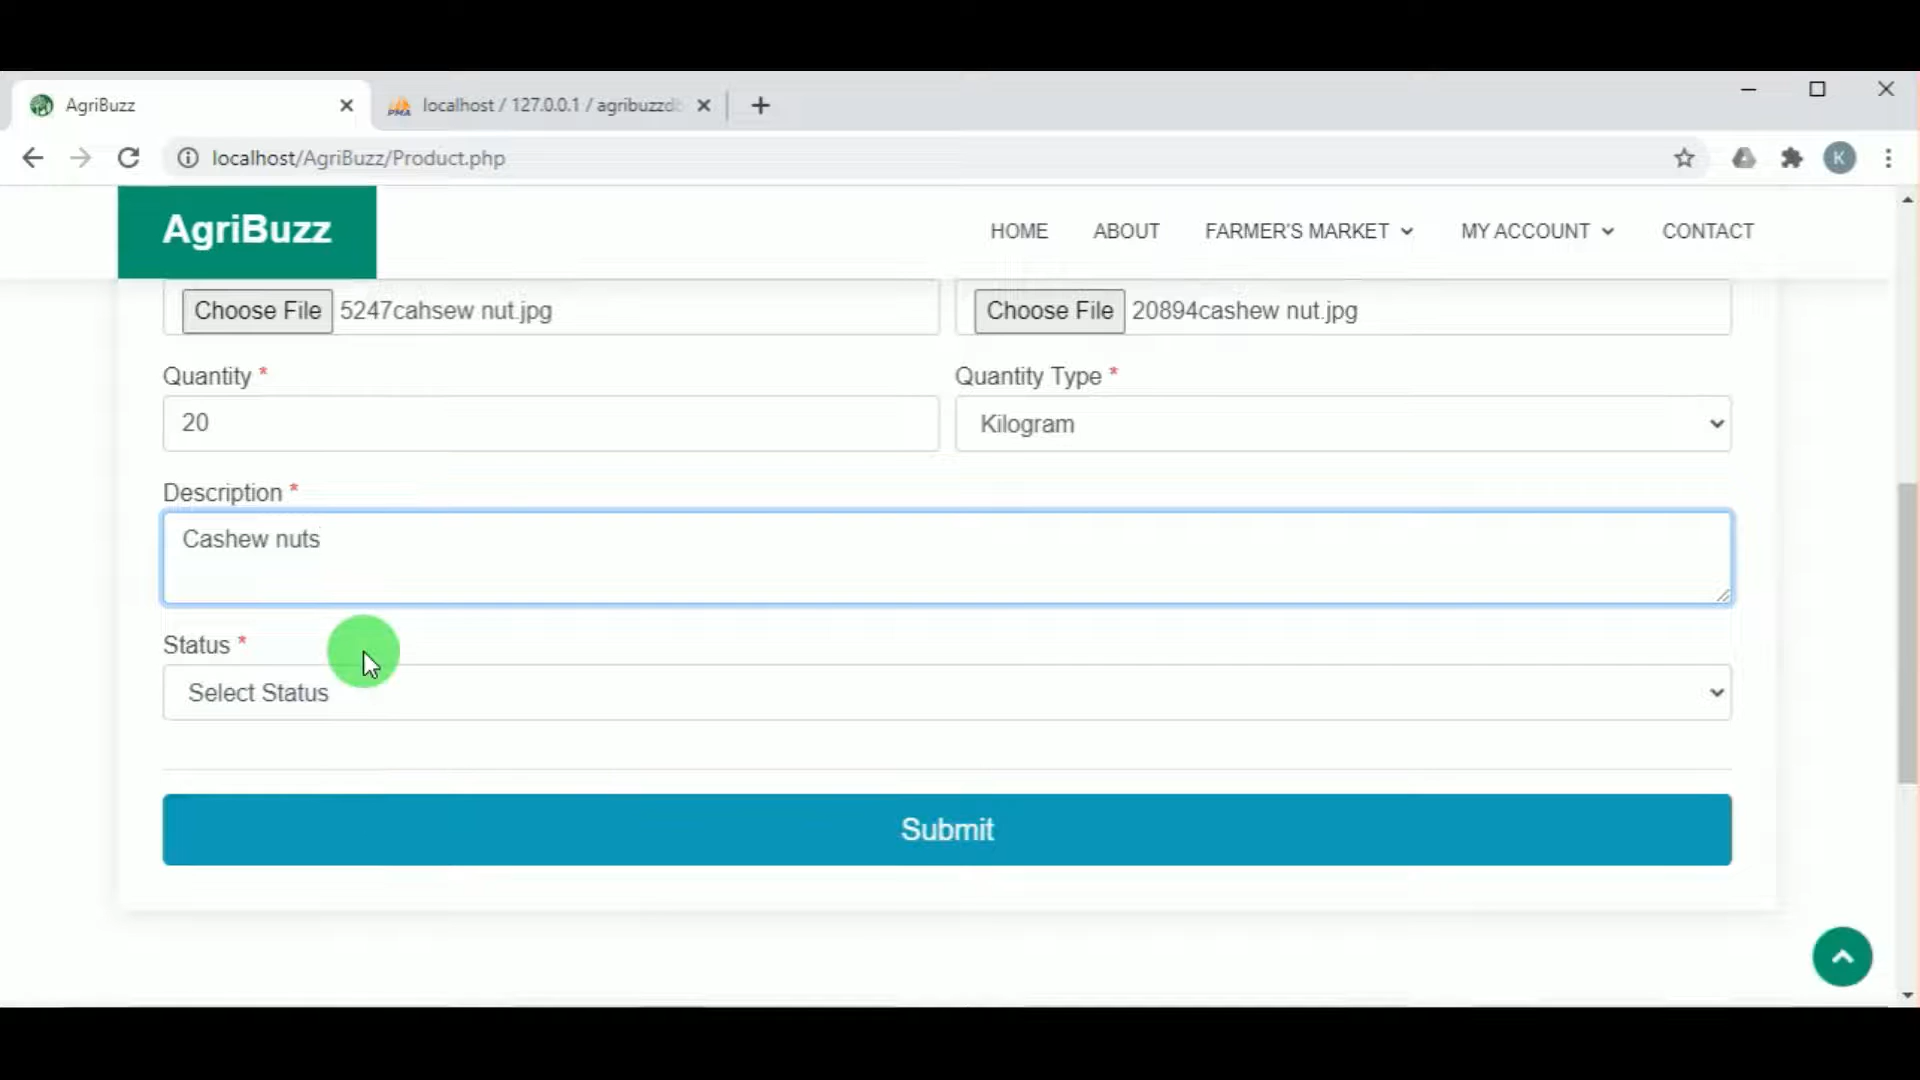 AgriBuzz
localhost / 127.0.0.1 / agribuzzdb
localhost/AgriBuzz/Product.php
K
AgriBuzz
HOME ABOUT FARMER'S MARKET MY ACCOUNT CONTACT
Choose File 5247cahsew nut.jpg
Choose File 20894cashew nut.jpg
Quantity * Quantity Type *
20 Kilogram
Description *
Cashew nuts
Status *
Select Status
Submit